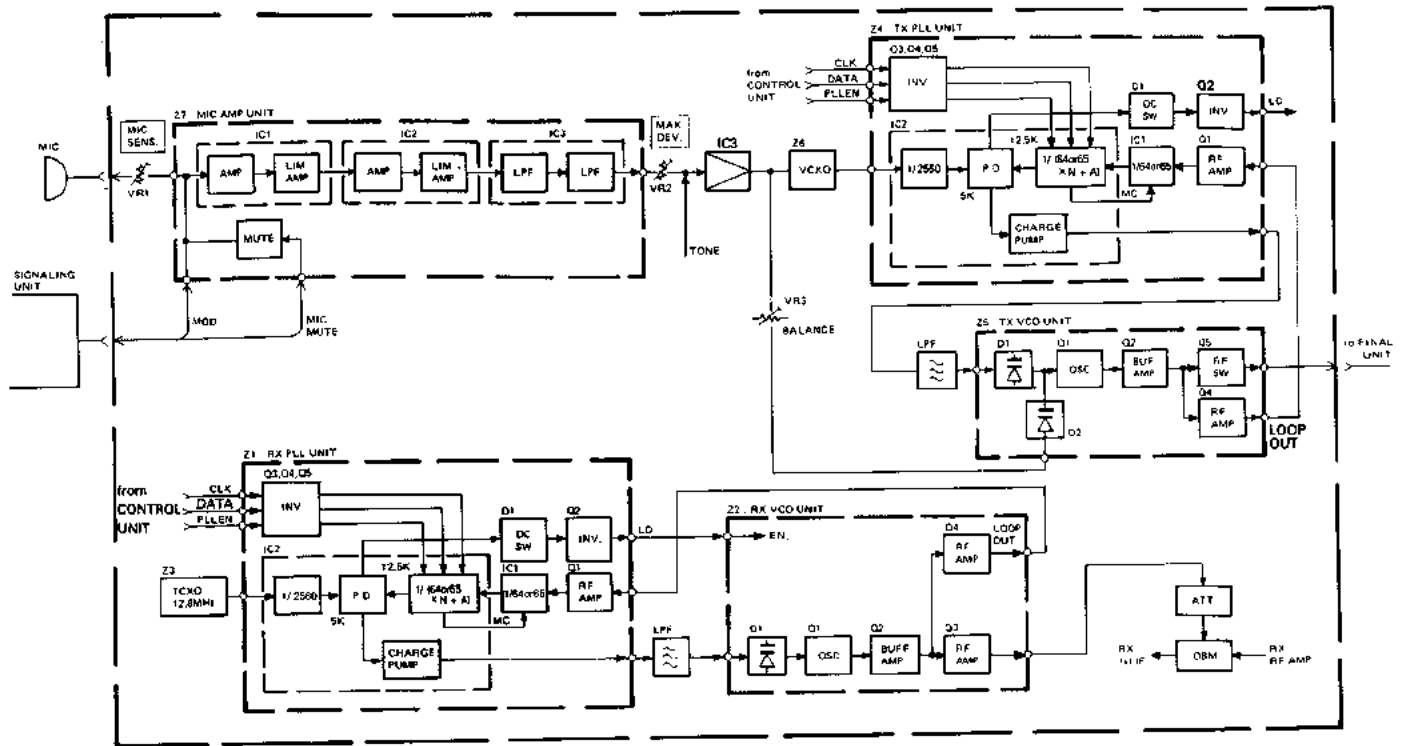 Z4 TX PLL UNIT
Q3, Q4, Q5
CLK
from
CONTROL
UNIT
DATA
PLLEN
INV
D1
DC
SW
Q2
INV
LD
IC2
1/2560
P/D
5K
12.5K
1/(64or65
×N + A)
IC1
1/64or65
MC
Q1
RF
AMP
CHARGE
PUMP
Z7 MIC AMP UNIT
MIC
SENS.
MIC
VR1
IC1
AMP
LIM
AMP
IC2
AMP
LIM
AMP
IC3
LPF
LPF
MAX
DEV.
VR2
IC3
Z6
VCXO
MUTE
TONE
SIGNALING
UNIT
MOD
MIC
MUTE
VR3
BALANCE
Z5 TX VCO UNIT
LPF
D1
Q1
OSC
Q2
BUF
AMP
Q5
RF
SW
to FINAL
UNIT
D2
Q4
RF
AMP
LOOP
OUT
Z1 RX PLL UNIT
Q3, Q4, Q5
from
CONTROL
UNIT
CLK
DATA
PLLEN
INV
D1
DC
SW
Q2
INV.
LD
Z3
TCXO
12.8MHz
IC2
1/2560
P/D
5K
12.5K
1/(64or65
×N + A)
IC1
1/64or65
MC
Q1
RF
AMP
CHARGE
PUMP
LPF
Z2. RX VCO UNIT
EN.
D1
Q1
OSC
Q2
BUFF
AMP
Q4
RF
AMP
LOOP
OUT
Q3
RF
AMP
ATT
DBM
RX
RX
RF AMP